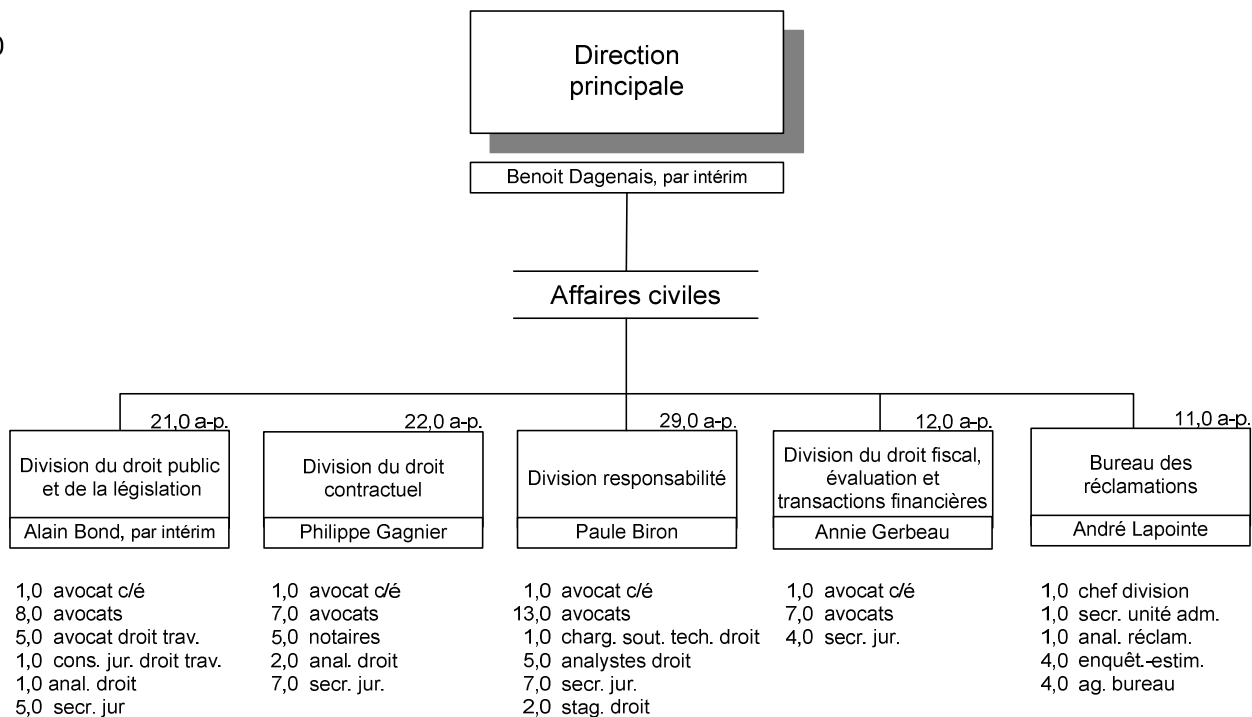 0
Direction
principale
Benoit Dagenais, par intérim
Affaires civiles
21,0 a-p.
Division du droit public
et de la législation
Alain Bond, par intérim
1,0 avocat c/é
8,0 avocats
5,0 avocat droit trav.
1,0 cons. jur. droit trav.
1,0 anal. droit
5,0 secr. jur
22,0 a-p.
Division du droit
contractuel
Philippe Gagnier
1,0 avocat c/é
7,0 avocats
5,0 notaires
2,0 anal. droit
7,0 secr. jur.
29,0 a-p.
Division responsabilité
Paule Biron
1,0 avocat c/é
13,0 avocats
1,0 charg. sout. tech. droit
5,0 analystes droit
7,0 secr. jur.
2,0 stag. droit
12,0 a-p.
Division du droit fiscal,
évaluation et
transactions financières
Annie Gerbeau
1,0 avocat c/é
7,0 avocats
4,0 secr. jur.
11,0 a-p.
Bureau des
réclamations
André Lapointe
1,0 chef division
1,0 secr. unité adm.
1,0 anal. réclam.
4,0 enquêt.-estim.
4,0 ag. bureau